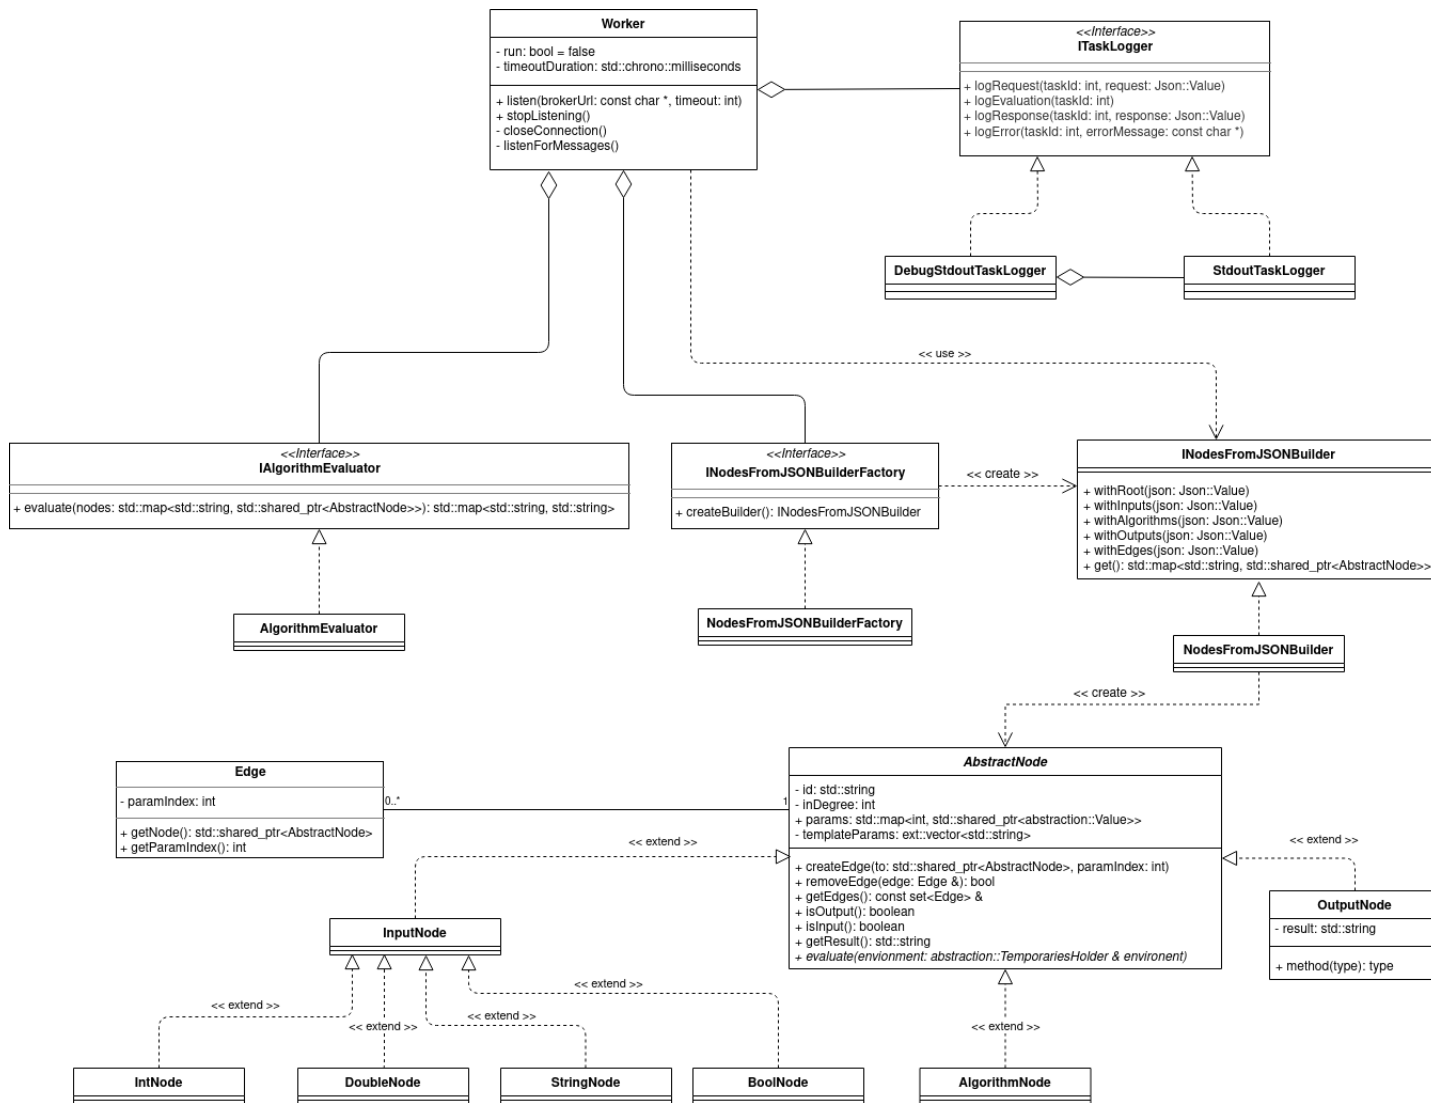 Worker
- run: bool = false
- timeoutDuration: std::chrono::milliseconds
+ listen(brokerUrl: const char *, timeout: int)
+ stopListening()
- closeConnection()
- listenForMessages()
<<Interface>>
ITaskLogger
+ logRequest(taskId: int, request: Json::Value)
+ logEvaluation(taskId: int)
+ logResponse(taskId: int, response: Json::Value)
+ logError(taskId: int, errorMessage: const char *)
DebugStdoutTaskLogger
StdoutTaskLogger
<< use >>
<<Interface>>
IAlgorithmEvaluator
+ evaluate(nodes: std::map<std::string, std::shared_ptr<AbstractNode>>): std::map<std::string, std::string>
<<Interface>>
INodesFromJSONBuilderFactory
+ createBuilder(): INodesFromJSONBuilder
<< create >>
INodesFromJSONBuilder
+ withRoot(json: Json::Value)
+ withInputs(json: Json::Value)
+ withAlgorithms(json: Json::Value)
+ withOutputs(json: Json::Value)
+ withEdges(json: Json::Value)
+ get(): std::map<std::string, std::shared_ptr<AbstractNode>>
AlgorithmEvaluator
NodesFromJSONBuilderFactory
NodesFromJSONBuilder
<< create >>
Edge
- paramIndex: int
+ getNode(): std::shared_ptr<AbstractNode>
+ getParamIndex(): int
0..*
1
AbstractNode
- id: std::string
- inDegree: int
+ params: std::map<int, std::shared_ptr<abstraction::Value>>
- templateParams: ext::vector<std::string>
+ createEdge(to: std::shared_ptr<AbstractNode>, paramIndex: int)
+ removeEdge(edge: Edge &): bool
+ getEdges(): const set<Edge> &
+ isOutput(): boolean
+ isInput(): boolean
+ getResult(): std::string
+ evaluate(envionment: abstraction::TemporariesHolder & environent)
<< extend >>
<< extend >>
OutputNode
- result: std::string
+ method(type): type
InputNode
<< extend >>
<< extend >>
<< extend >>
<< extend >>
<< extend >>
IntNode
DoubleNode
StringNode
BoolNode
AlgorithmNode